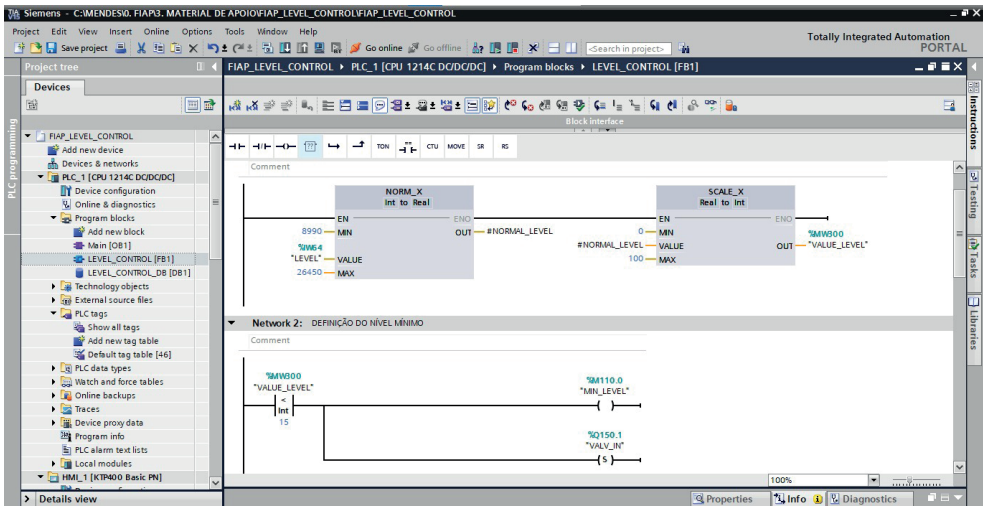 Siemens - C:\MENDES\0. FIAP\3. MATERIAL DE APOIO\FIAP_LEVEL_CONTROL\FIAP_LEVEL_CONTROL
Project Edit View Insert Online Options Tools Window Help
Totally Integrated Automation
PORTAL
Save project
Go online
Go offline
<Search in project>
Project tree
FIAP_LEVEL_CONTROL
PLC_1 [CPU 1214C DC/DC/DC]
Program blocks
LEVEL_CONTROL [FB1]
Devices
PLC programming
FIAP_LEVEL_CONTROL
Add new device
Devices & networks
PLC_1 [CPU 1214C DC/DC/DC]
Device configuration
Online & diagnostics
Program blocks
Add new block
Main [OB1]
LEVEL_CONTROL [FB1]
LEVEL_CONTROL_DB [DB1]
Technology objects
External source files
PLC tags
Show all tags
Add new tag table
Default tag table [46]
PLC data types
Watch and force tables
Online backups
Traces
Device proxy data
Program info
PLC alarm text lists
Local modules
HMI_1 [KTP400 Basic PN]
Details view
Block interface
TON CTU MOVE SR RS
Comment
NORM_X
Int to Real
EN
ENO
8990
MIN
OUT
#NORMAL_LEVEL
%IW64
"LEVEL"
VALUE
26450
MAX
SCALE_X
Real to Int
EN
ENO
0
MIN
%MW300
#NORMAL_LEVEL
VALUE
OUT
"VALUE_LEVEL"
100
MAX
Network 2: DEFINIÇÃO DO NÍVEL MÍNIMO
Comment
%MW300
"VALUE_LEVEL"
<
Int
15
%M110.0
"MIN_LEVEL"
%Q150.1
"VALV_IN"
S
100%
Properties
Info
Diagnostics
Instructions
Testing
Tasks
Libraries